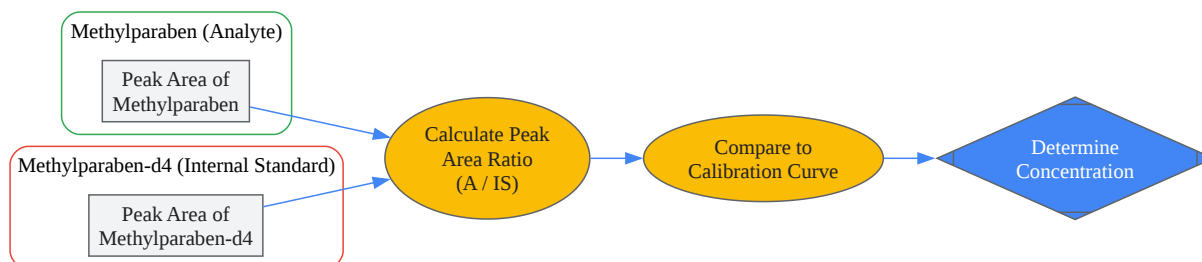 Methylparaben (Analyte)
Peak Area of
Methylparaben
Methylparaben-d4 (Internal Standard)
Peak Area of
Methylparaben-d4
Calculate Peak
Area Ratio
(A / IS)
Compare to
Calibration Curve
Determine
Concentration